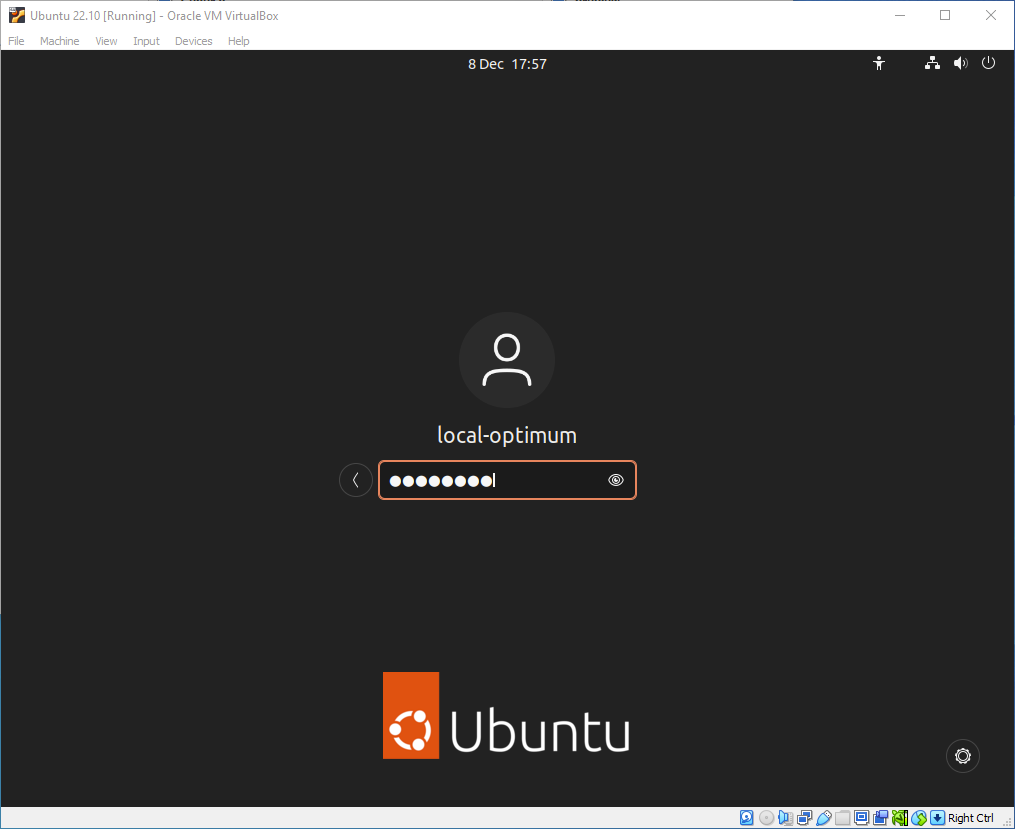 Ubuntu 22.10 [Running] - Oracle VM VirtualBox
File Machine View Input Devices Help
8 Dec 17:57
local-optimum
Ubuntu
Right Ctrl